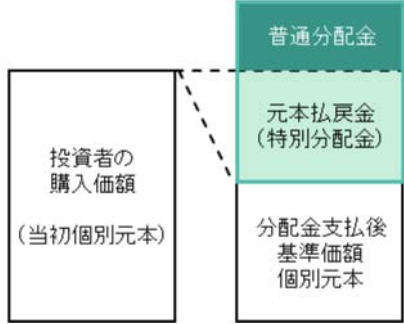 投資者の
購入価額
(当初個別元本)
普通分配金
元本払戻金
(特別分配金)
分配金支払後
基準価額
個別元本